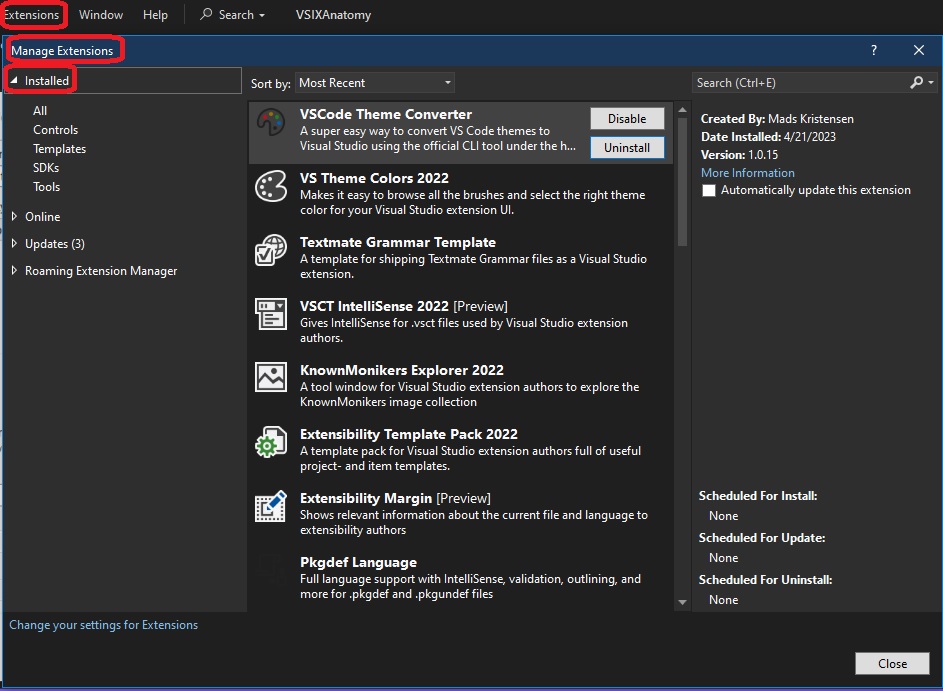 Extensions Window Help Search VSIXAnatomy
Manage Extensions ?
Installed
All
Controls
Templates
SDKs
Tools
Online
Updates (3)
Roaming Extension Manager
Sort by: Most Recent
Search (Ctrl+E)
VSCode Theme Converter
A super easy way to convert VS Code themes to
Visual Studio using the official CLI tool under the h...
Disable
Uninstall
VS Theme Colors 2022
Makes it easy to browse all the brushes and select the right theme
color for your Visual Studio extension UI.
Textmate Grammar Template
A template for shipping Textmate Grammar files as a Visual Studio
extension.
VSCT IntelliSense 2022 [Preview]
Gives IntelliSense for .vsct files used by Visual Studio extension
authors.
KnownMonikers Explorer 2022
A tool window for Visual Studio extension authors to explore the
KnownMonikers image collection
Extensibility Template Pack 2022
A template pack for Visual Studio extension authors full of useful
project- and item templates.
Extensibility Margin [Preview]
Shows relevant information about the current file and language to
extensibility authors
Pkgdef Language
Full language support with IntelliSense, validation, outlining, and
more for .pkgdef and .pkgundef files
Created By: Mads Kristensen
Date Installed: 4/21/2023
Version: 1.0.15
More Information
Automatically update this extension
Scheduled For Install:
None
Scheduled For Update:
None
Scheduled For Uninstall:
None
Change your settings for Extensions
Close